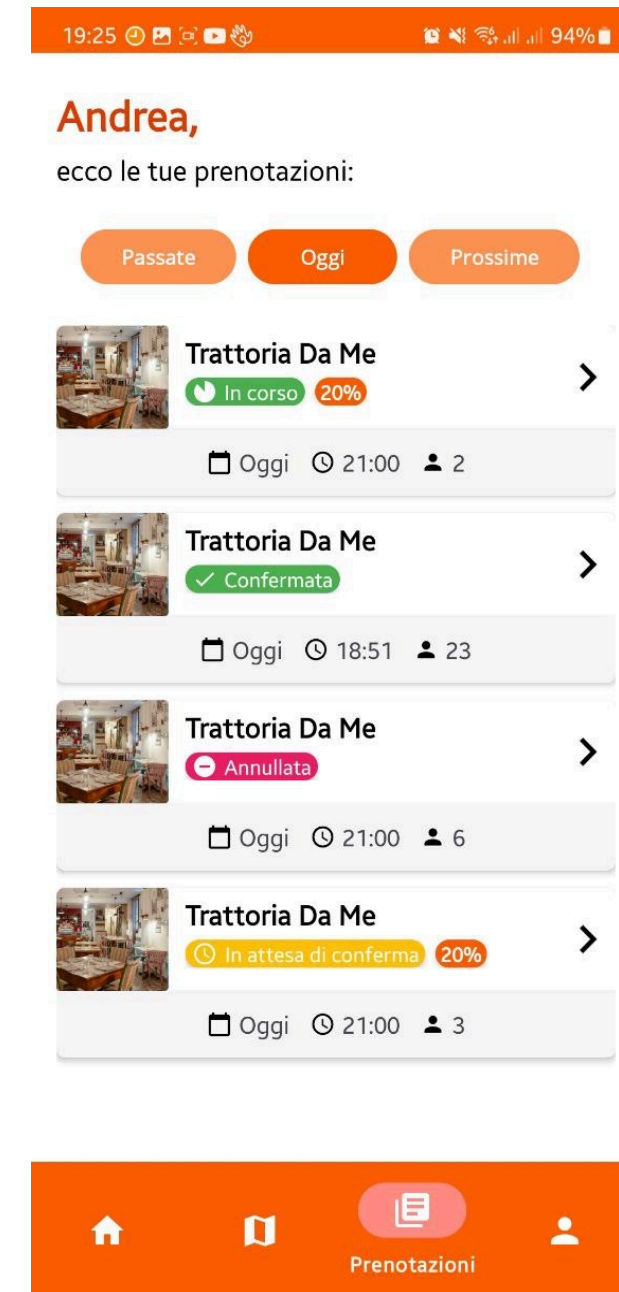 19:25 94%
Andrea,
ecco le tue prenotazioni:
Passate Oggi Prossime
Trattoria Da Me
In corso 20%
Oggi 21:00 2
Trattoria Da Me
Confermata
Oggi 18:51 23
Trattoria Da Me
Annullata
Oggi 21:00 6
Trattoria Da Me
In attesa di conferma 20%
Oggi 21:00 3
Prenotazioni